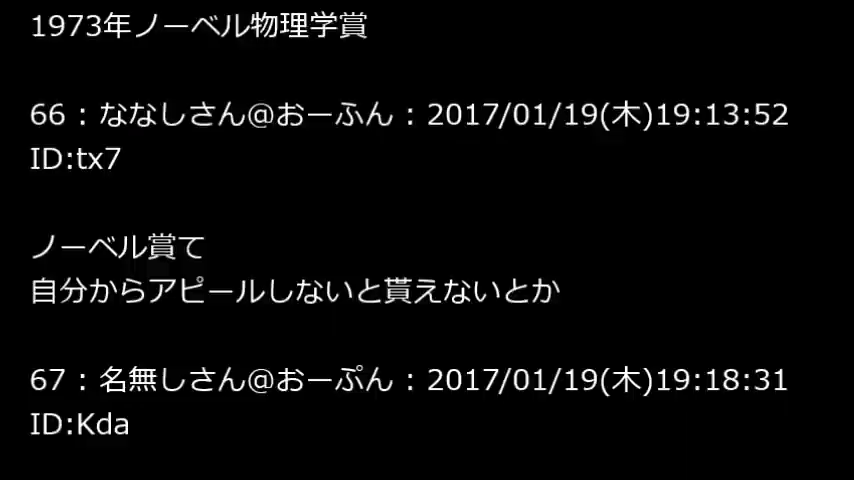 1973年ノーベル物理学賞
66 : ななしさん@おーふん : 2017/01/19(木)19:13:52
ID:tx7
ノーベル賞て
自分からアピールしないと貰えないとか
67 : 名無しさん@おーぷん : 2017/01/19(木)19:18:31
ID:Kda